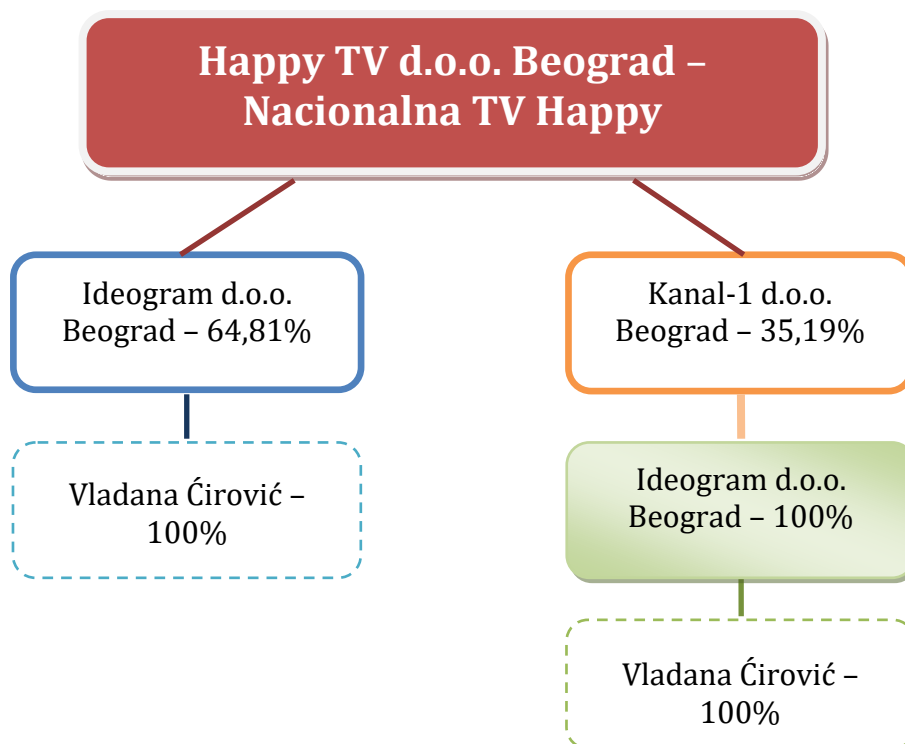 Happy TV d.o.o. Beograd –
Nacionalna TV Happy
Ideogram d.o.o.
Beograd – 64,81%
Kanal-1 d.o.o.
Beograd – 35,19%
Vladana Ćirović –
100%
Ideogram d.o.o.
Beograd – 100%
Vladana Ćirović –
100%